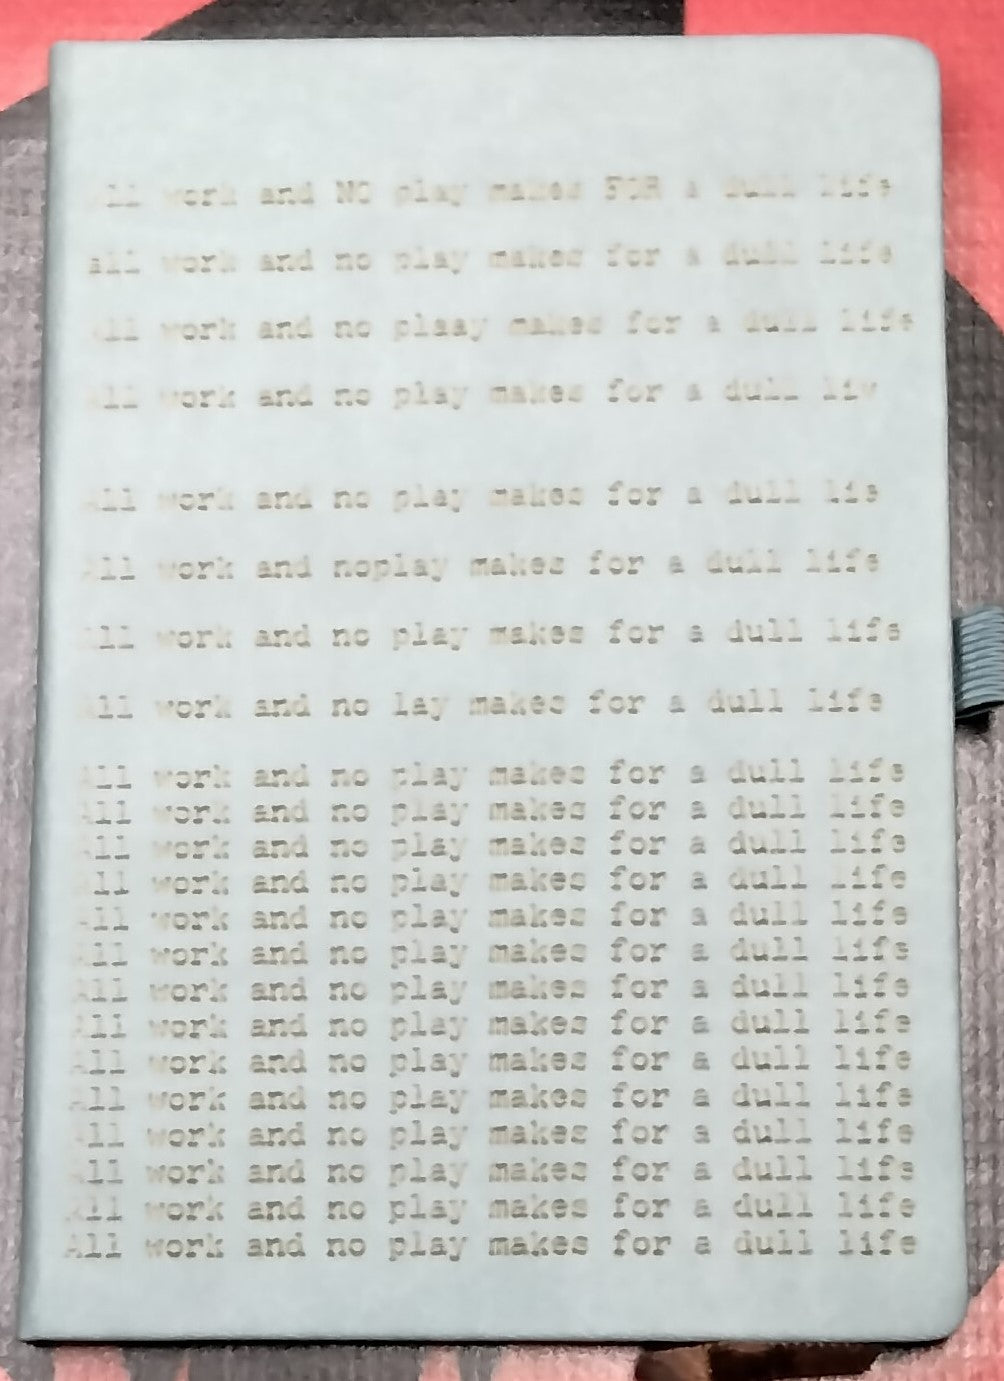 All work and NO play makes FOR a dull life
all work and no play makes for a dull life
All work and no plaay makes for a dull life
All work and no play makes for a dull liv
All work and no play makes for a dull lie
All work and noplay makes for a dull life
All work and no play makes for a dull life
All work and no lay makes for a dull life
All work and no play makes for a dull life
All work and no play makes for a dull life
All work and no play makes for a dull life
All work and no play makes for a dull life
All work and no play makes for a dull life
All work and no play makes for a dull life
All work and no play makes for a dull life
All work and no play makes for a dull life
All work and no play makes for a dull life
All work and no play makes for a dull life
All work and no play makes for a dull life
All work and no play makes for a dull life
All work and no play makes for a dull life
All work and no play makes for a dull life